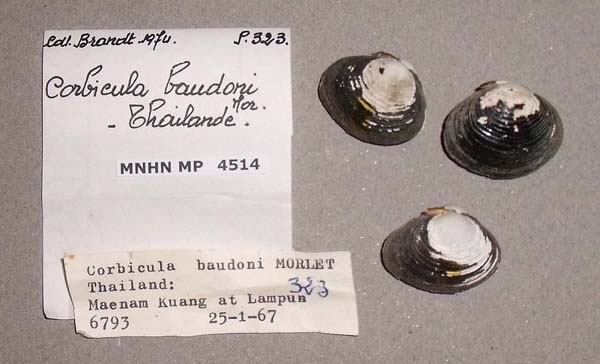 Coll. Brandt 1974. P. 323.
Corbicula baudoni
Mor.
- Thailande.
MNHN MP 4514
Corbicula baudoni MORLET
Thailand:
323
Maenam Kuang at Lampun
6793 25-1-67